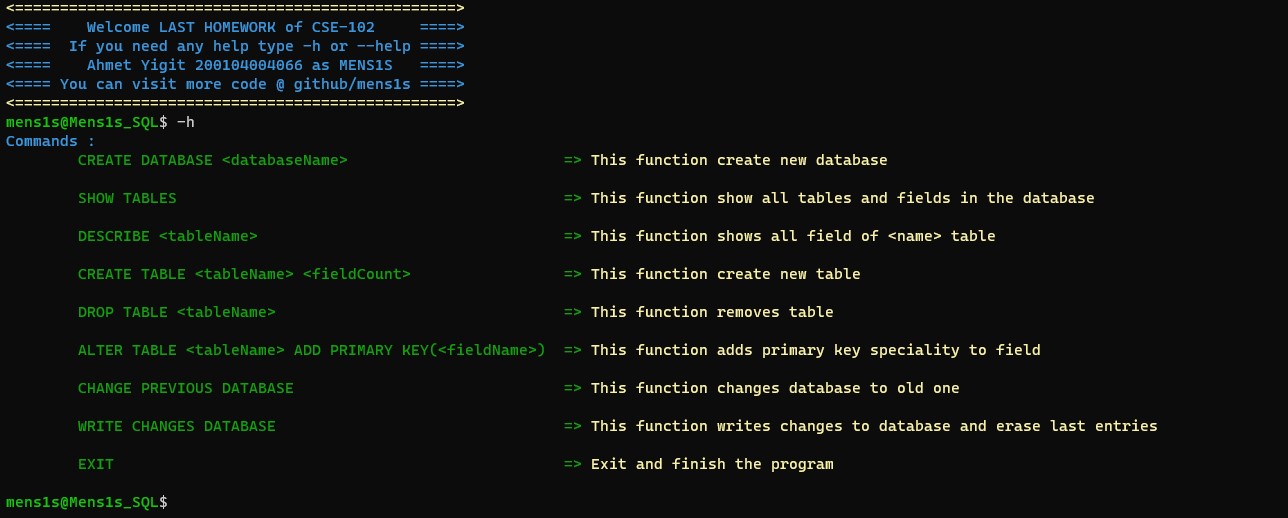 <==================================================>
<====    Welcome LAST HOMEWORK of CSE-102     ====>
<====  If you need any help type -h or --help ====>
<====    Ahmet Yigit 200104004066 as MENS1S   ====>
<==== You can visit more code @ github/mens1s ====>
<==================================================>
mens1s@Mens1s_SQL$ -h
Commands :
CREATE DATABASE <databaseName> => This function create new database
SHOW TABLES => This function show all tables and fields in the database
DESCRIBE <tableName> => This function shows all field of <name> table
CREATE TABLE <tableName> <fieldCount> => This function create new table
DROP TABLE <tableName> => This function removes table
ALTER TABLE <tableName> ADD PRIMARY KEY(<fieldName>) => This function adds primary key speciality to field
CHANGE PREVIOUS DATABASE => This function changes database to old one
WRITE CHANGES DATABASE => This function writes changes to database and erase last entries
EXIT => Exit and finish the program
mens1s@Mens1s_SQL$